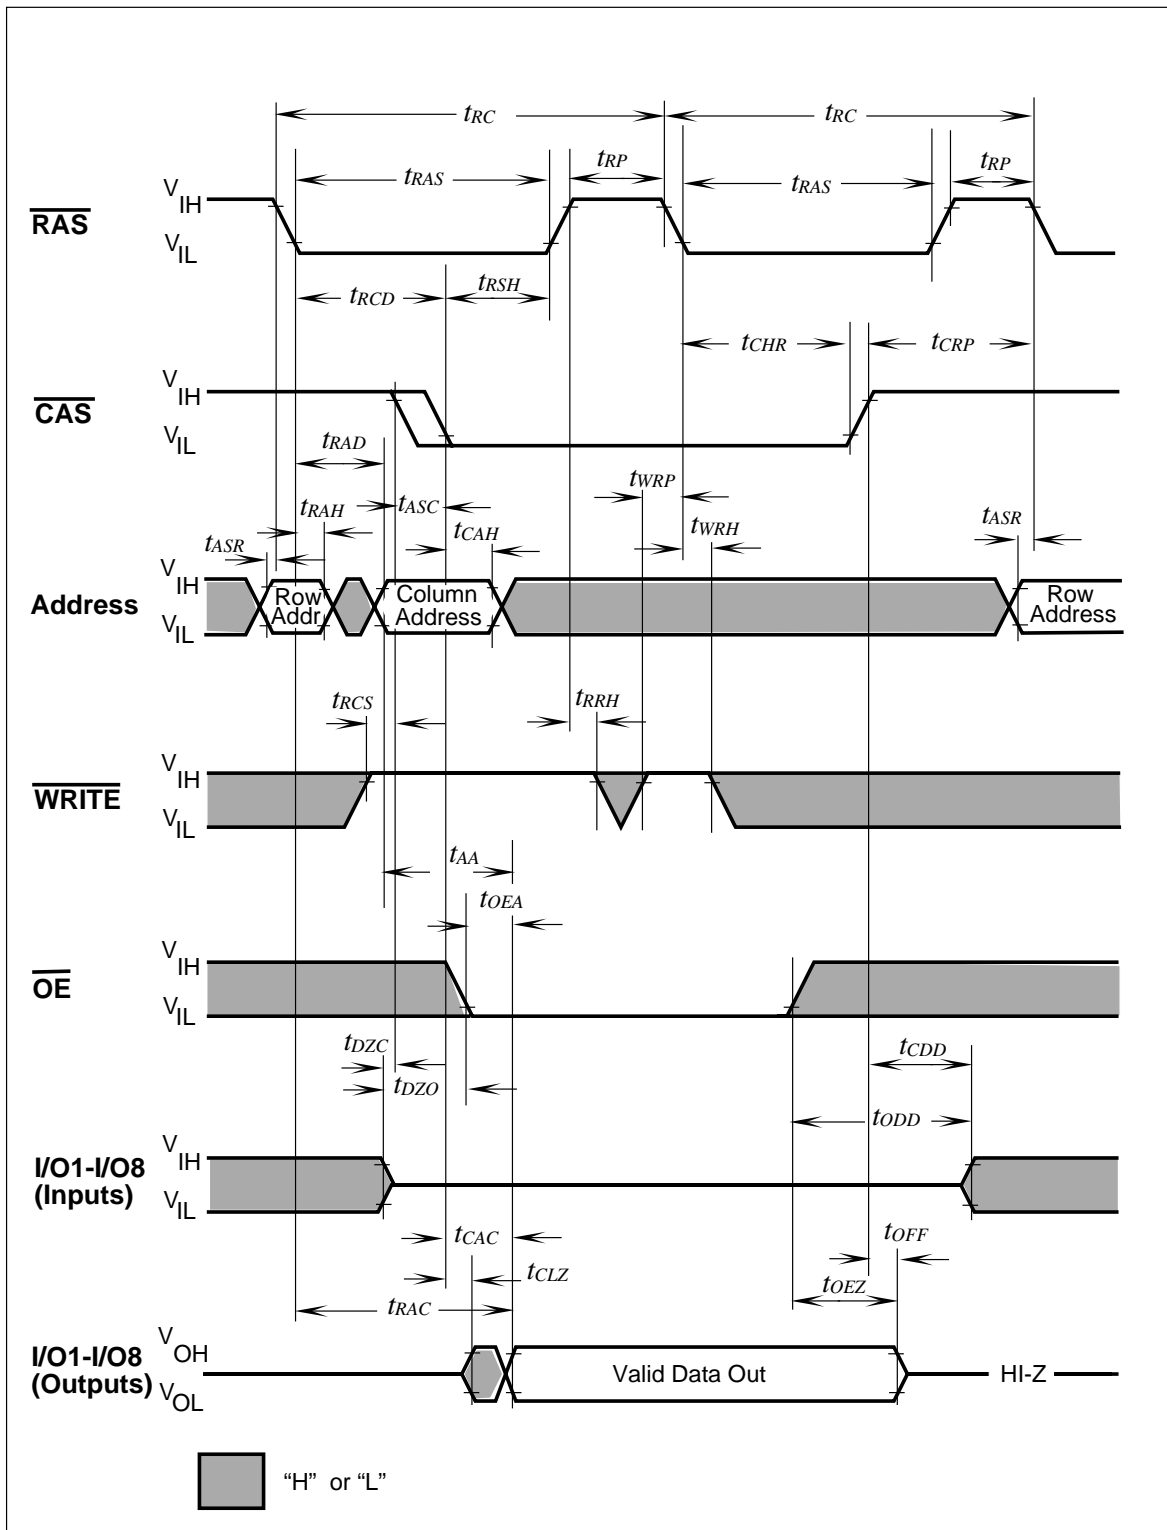 tRC tRC
tRP tRP
tRAS tRAS
RAS
VIH
VIL
tRCD tRSH
tCHR tCRP
CAS
VIH
VIL
tRAD
tWRP
tRAH tASC
tASR tCAH tWRH tASR
Address
VIH
VIL
Row Addr.
Column Address
Row Address
tRCS tRRH
WRITE
VIH
VIL
tAA
tOEA
OE
VIH
VIL
tDZC tCDD
tDZO
tODD
I/O1-I/O8 (Inputs)
VIH
VIL
tCAC tOFF
tCLZ tOEZ
tRAC
I/O1-I/O8 (Outputs)
VOH
VOL
Valid Data Out
HI-Z
“H” or “L”